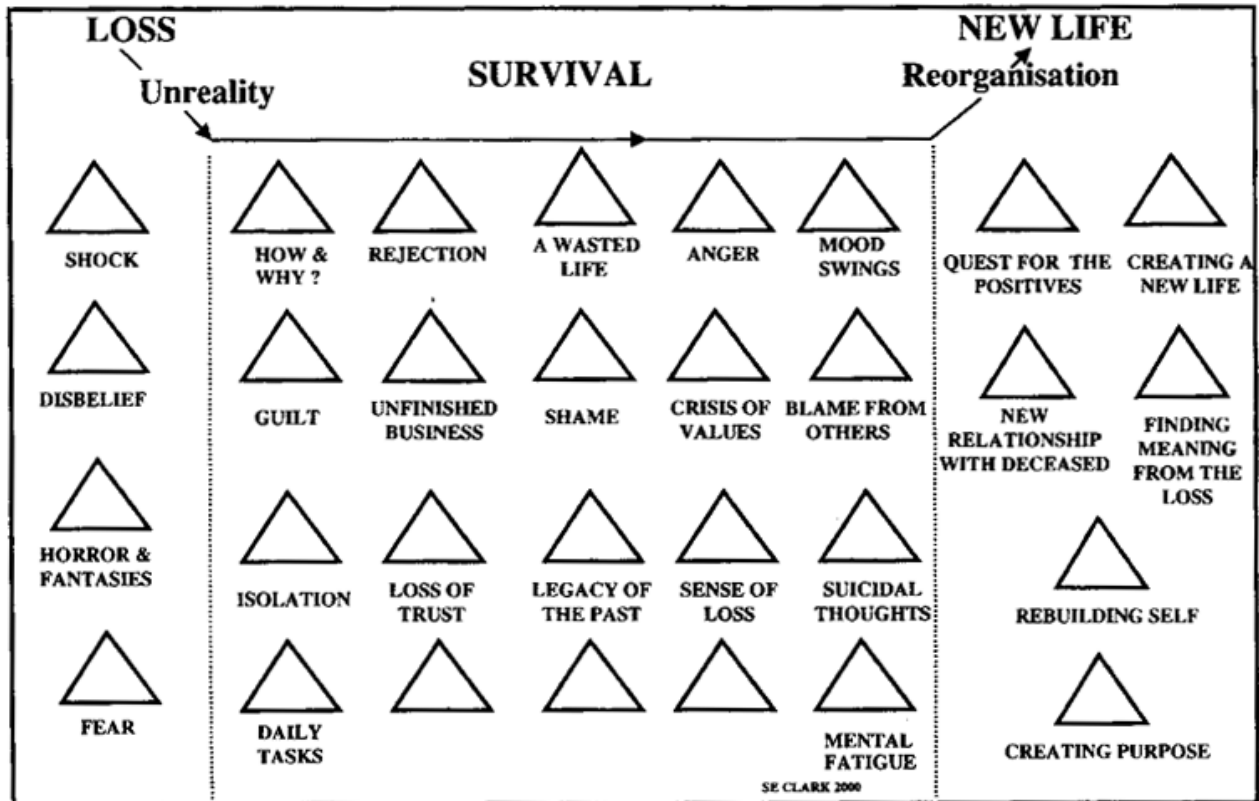 LOSS
NEW LIFE
Unreality
SURVIVAL
Reorganisation
SHOCK
HOW &
WHY ?
REJECTION
A WASTED
LIFE
ANGER
MOOD
SWINGS
QUEST FOR THE
POSITIVES
CREATING A
NEW LIFE
DISBELIEF
GUILT
UNFINISHED
BUSINESS
SHAME
CRISIS OF
VALUES
BLAME FROM
OTHERS
NEW
RELATIONSHIP
WITH DECEASED
FINDING
MEANING
FROM THE
LOSS
HORROR &
FANTASIES
ISOLATION
LOSS OF
TRUST
LEGACY OF
THE PAST
SENSE OF
LOSS
SUICIDAL
THOUGHTS
REBUILDING SELF
FEAR
DAILY
TASKS
MENTAL
FATIGUE
CREATING PURPOSE
SE CLARK 2000